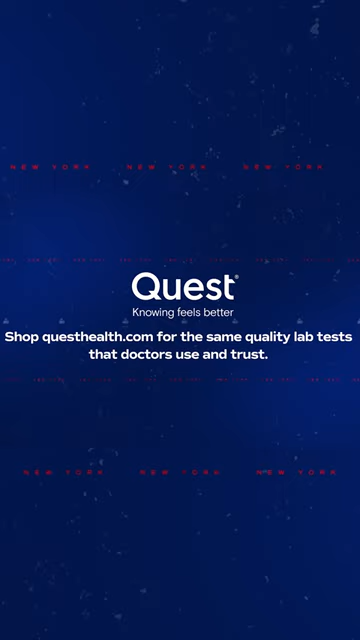 NEW YORK NEW YORK NEW YORK
Quest®
Knowing feels better
Shop questhealth.com for the same quality lab tests
that doctors use and trust.
NEW YORK NEW YORK NEW YORK